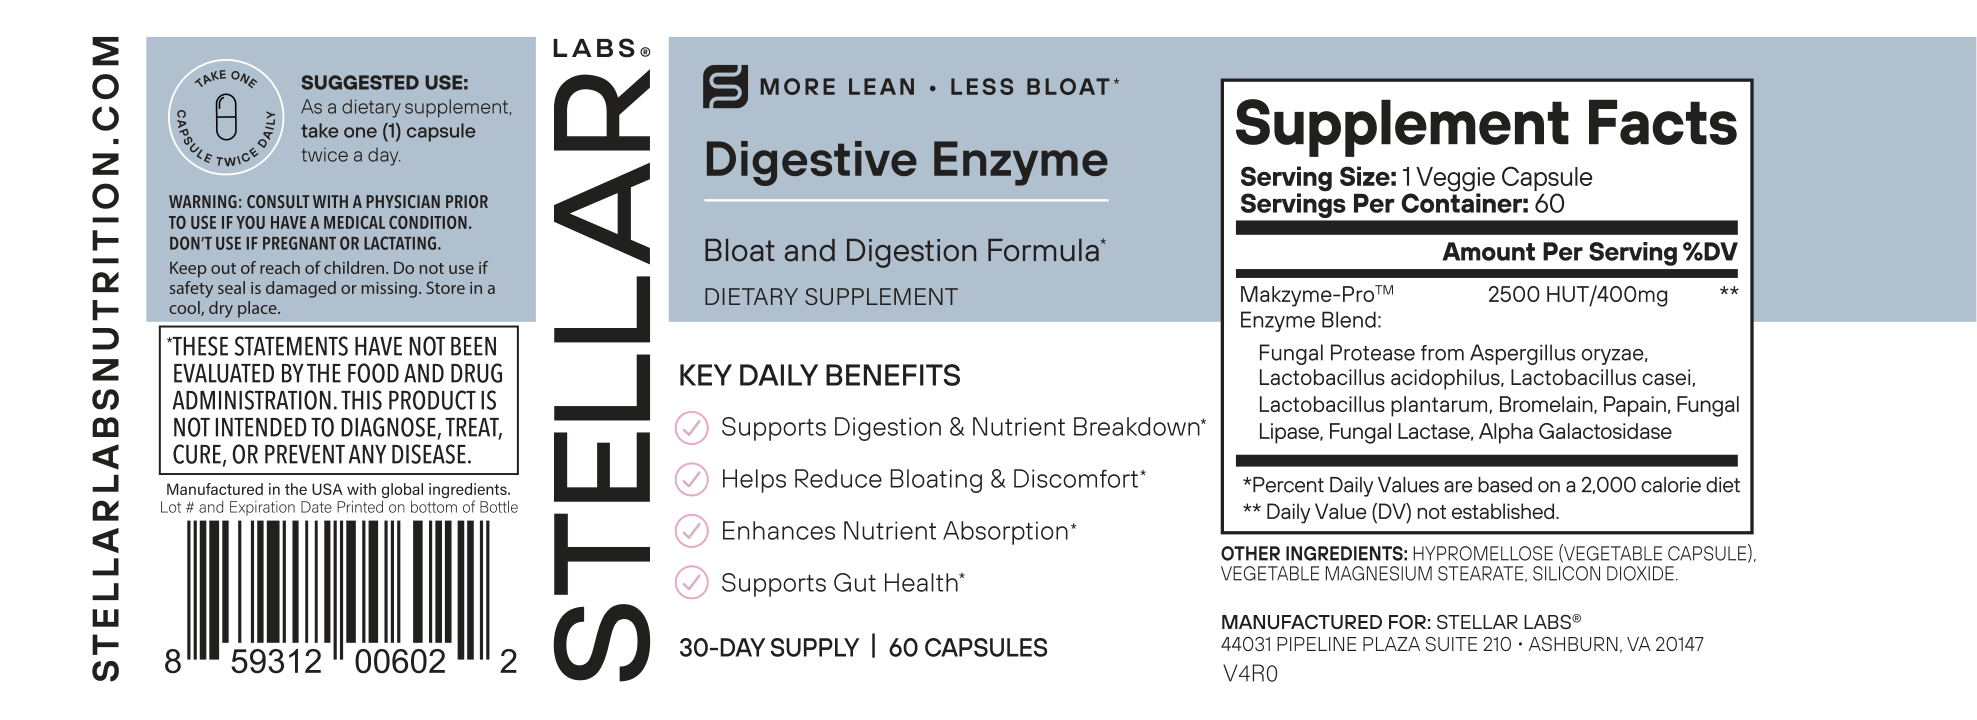 STELLARLABSNUTRITION.COM
TAKE ONE
CAPSULE TWICE DAILY
SUGGESTED USE:
As a dietary supplement,
take one (1) capsule
twice a day.
WARNING: CONSULT WITH A PHYSICIAN PRIOR
TO USE IF YOU HAVE A MEDICAL CONDITION.
DON'T USE IF PREGNANT OR LACTATING.
Keep out of reach of children. Do not use if
safety seal is damaged or missing. Store in a
cool, dry place.
*THESE STATEMENTS HAVE NOT BEEN
EVALUATED BY THE FOOD AND DRUG
ADMINISTRATION. THIS PRODUCT IS
NOT INTENDED TO DIAGNOSE, TREAT,
CURE, OR PREVENT ANY DISEASE.
Manufactured in the USA with global ingredients.
Lot # and Expiration Date Printed on bottom of Bottle
8 59312 00602 2
STELLAR
LABS®
MORE LEAN • LESS BLOAT*
Digestive Enzyme
Bloat and Digestion Formula*
DIETARY SUPPLEMENT
KEY DAILY BENEFITS
Supports Digestion & Nutrient Breakdown*
Helps Reduce Bloating & Discomfort*
Enhances Nutrient Absorption*
Supports Gut Health*
30-DAY SUPPLY | 60 CAPSULES
Supplement Facts
Serving Size: 1 Veggie Capsule
Servings Per Container: 60
Amount Per Serving %DV
Makzyme-Pro™ 2500 HUT/400mg **
Enzyme Blend:
Fungal Protease from Aspergillus oryzae,
Lactobacillus acidophilus, Lactobacillus casei,
Lactobacillus plantarum, Bromelain, Papain, Fungal
Lipase, Fungal Lactase, Alpha Galactosidase
*Percent Daily Values are based on a 2,000 calorie diet
** Daily Value (DV) not established.
OTHER INGREDIENTS: HYPROMELLOSE (VEGETABLE CAPSULE),
VEGETABLE MAGNESIUM STEARATE, SILICON DIOXIDE.
MANUFACTURED FOR: STELLAR LABS®
44031 PIPELINE PLAZA SUITE 210 • ASHBURN, VA 20147
V4R0